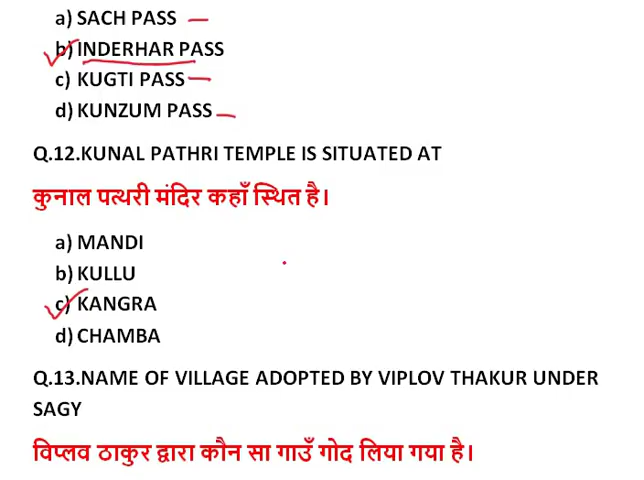 a) SACH PASS
b) INDERHAR PASS
c) KUGTI PASS
d) KUNZUM PASS
Q.12.KUNAL PATHRI TEMPLE IS SITUATED AT
कुनाल पत्थरी मंदिर कहाँ स्थित है।
a) MANDI
b) KULLU
c) KANGRA
d) CHAMBA
Q.13.NAME OF VILLAGE ADOPTED BY VIPLOV THAKUR UNDER
SAGY
विप्लव ठाकुर द्वारा कौन सा गाउँ गोद लिया गया है।